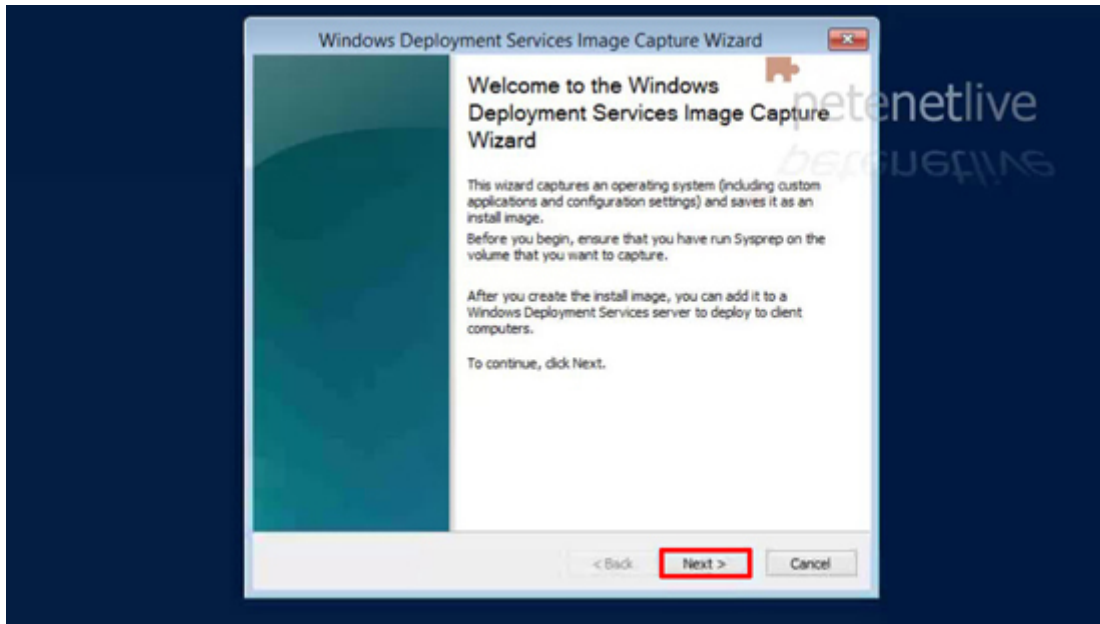 Windows Deployment Services Image Capture Wizard
Welcome to the Windows
Deployment Services Image Capture
Wizard
petenetlive
This wizard captures an operating system (including custom
applications and configuration settings) and saves it as an
install image.
Before you begin, ensure that you have run Sysprep on the
volume that you want to capture.
After you create the install image, you can add it to a
Windows Deployment Services server to deploy to client
computers.
To continue, click Next.
< Back Next > Cancel